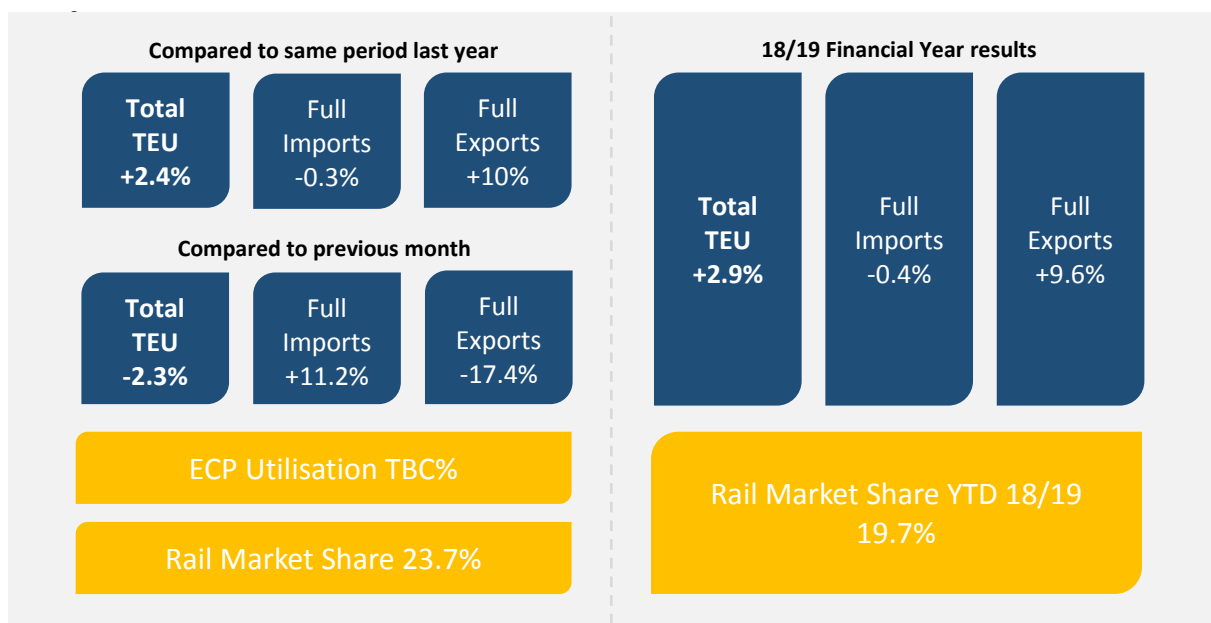 Compared to same period last year
Total
TEU
+2.4%
Full
Imports
-0.3%
Full
Exports
+10%
Compared to previous month
Total
TEU
-2.3%
Full
Imports
+11.2%
Full
Exports
-17.4%
ECP Utilisation TBC%
Rail Market Share 23.7%
18/19 Financial Year results
Total
TEU
+2.9%
Full
Imports
-0.4%
Full
Exports
+9.6%
Rail Market Share YTD 18/19
19.7%